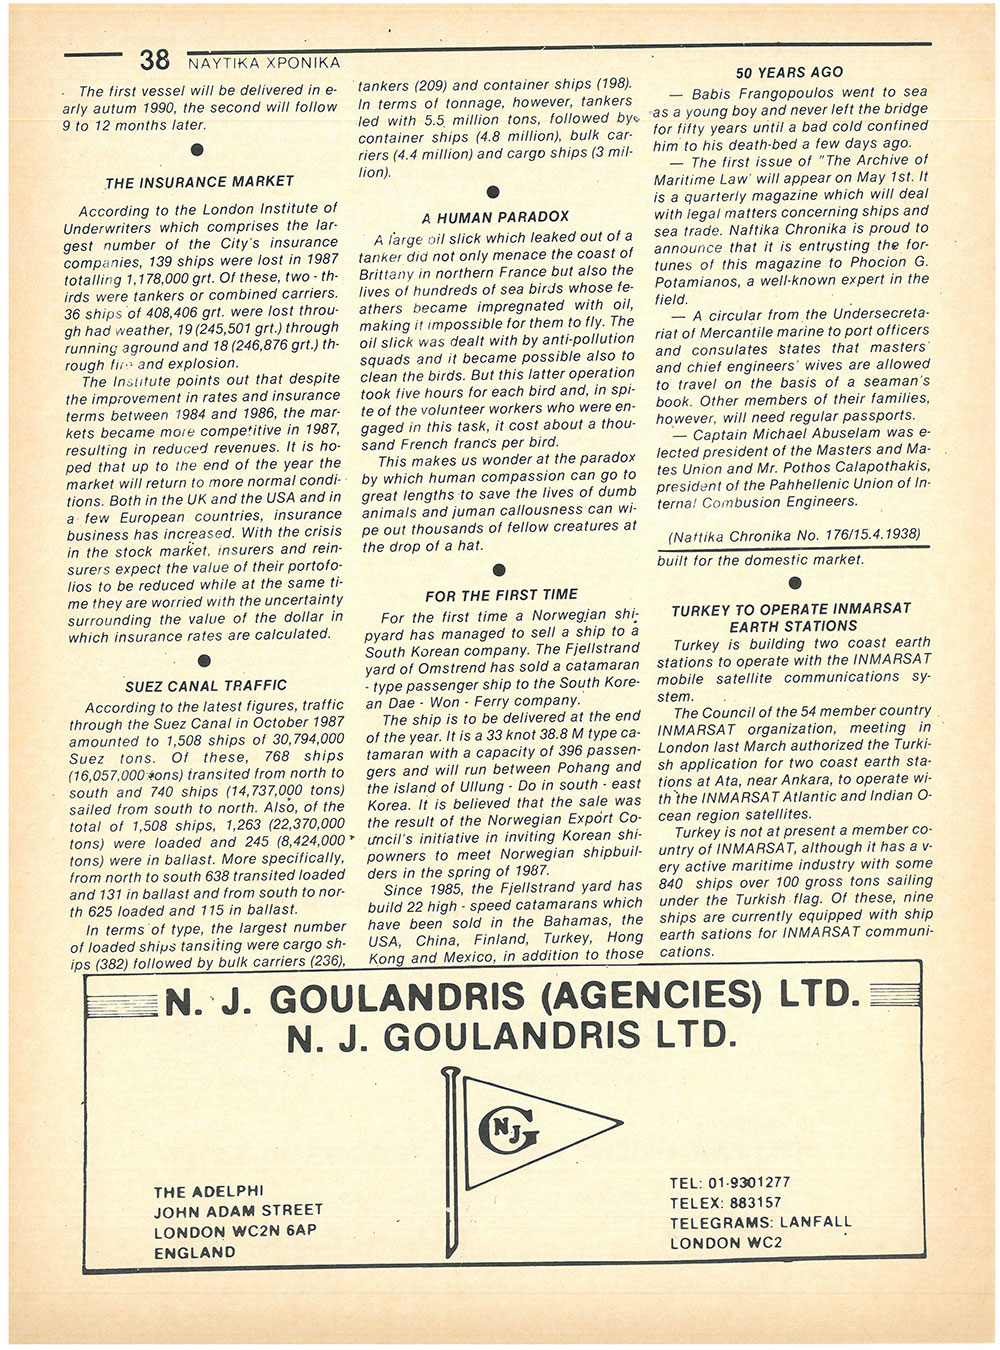 38 ΝΑΥΤΙΚΑ ΧΡΟΝΙΚΑ
The first vessel will be delivered in e-
arly autum 1990, the second will follow
9 to 12 months later.
THE INSURANCE MARKET
According to the London Institute of
Underwriters which comprises the lar-
gest number of the City's insurance
companies, 139 ships were lost in 1987
totalling 1,178,000 grt. Of these, two - th-
irds were tankers or combined carriers.
36 ships of 408,406 grt. were lost throu-
gh had weather, 19 (245,501 grt.) through
running aground and 18 (246,876 grt.) th-
rough fire and explosion.
The Institute points out that despite
the improvement in rates and insurance
terms between 1984 and 1986, the mar-
kets became more competitive in 1987,
resulting in reduced revenues. It is ho-
ped that up to the end of the year the
market will return to more normal condi-
tions. Both in the UK and the USA and in
a few European countries, insurance
business has increased. With the crisis
in the stock market, insurers and rein-
surers expect the value of their portofo-
lios to be reduced while at the same ti-
me they are worried with the uncertainty
surrounding the value of the dollar in
which insurance rates are calculated.
SUEZ CANAL TRAFFIC
According to the latest figures, traffic
through the Suez Canal in October 1987
amounted to 1,508 ships of 30,794,000
Suez tons. Of these, 768 ships
(16,057,000 tons) transited from north to
south and 740 ships (14,737,000 tons)
sailed from south to north. Also, of the
total of 1,508 ships, 1,263 (22,370,000
tons) were loaded and 245 (8,424,000
tons) were in ballast. More specifically,
from north to south 638 transited loaded
and 131 in ballast and from south to nor-
th 625 loaded and 115 in ballast.
In terms of type, the largest number
of loaded ships tansiting were cargo sh-
ips (382) followed by bulk carriers (236),
tankers (209) and container ships (198).
In terms of tonnage, however, tankers
led with 5.5 million tons, followed by
container ships (4.8 million), bulk car-
riers (4.4 million) and cargo ships (3 mil-
lion).
A HUMAN PARADOX
A large oil slick which leaked out of a
tanker did not only menace the coast of
Brittany in northern France but also the
lives of hundreds of sea birds whose fe-
athers became impregnated with oil,
making it impossible for them to fly. The
oil slick was dealt with by anti-pollution
squads and it became possible also to
clean the birds. But this latter operation
took five hours for each bird and, in spi-
te of the volunteer workers who were en-
gaged in this task, it cost about a thou-
sand French francs per bird.
This makes us wonder at the paradox
by which human compassion can go to
great lengths to save the lives of dumb
animals and juman callousness can wi-
pe out thousands of fellow creatures at
the drop of a hat.
FOR THE FIRST TIME
For the first time a Norwegian shi-
pyard has managed to sell a ship to a
South Korean company. The Fjellstrand
yard of Omstrend has sold a catamaran
- type passenger ship to the South Kore-
an Dae - Won - Ferry company.
The ship is to be delivered at the end
of the year. It is a 33 knot 38.8 M type ca-
tamaran with a capacity of 396 passen-
gers and will run between Pohang and
the island of Ullung - Do in south - east
Korea. It is believed that the sale was
the result of the Norwegian Export Co-
uncil's initiative in inviting Korean shi-
powners to meet Norwegian shipbuil-
ders in the spring of 1987.
Since 1985, the Fjellstrand yard has
build 22 high - speed catamarans which
have been sold in the Bahamas, the
USA, China, Finland, Turkey, Hong
Kong and Mexico, in addition to those
50 YEARS AGO
— Babis Frangopoulos went to sea
as a young boy and never left the bridge
for fifty years until a bad cold confined
him to his death-bed a few days ago.
— The first issue of "The Archive of
Maritime Law' will appear on May 1st. It
is a quarterly magazine which will deal
with legal matters concerning ships and
sea trade. Naftika Chronika is proud to
announce that it is entrusting the for-
tunes of this magazine to Phocion G.
Potamianos, a well-known expert in the
field.
— A circular from the Undersecreta-
riat of Mercantile marine to port officers
and consulates states that masters'
and chief engineers' wives are allowed
to travel on the basis of a seaman's
book. Other members of their families,
however, will need regular passports.
— Captain Michael Abuselam was e-
lected president of the Masters and Ma-
tes Union and Mr. Pothos Calapothakis,
president of the Pahhellenic Union of In-
ternal Combusion Engineers.
(Naftika Chronika No. 176/15.4.1938)
built for the domestic market.
TURKEY TO OPERATE INMARSAT
EARTH STATIONS
Turkey is building two coast earth
stations to operate with the INMARSAT
mobile satellite communications sy-
stem.
The Council of the 54 member country
INMARSAT organization, meeting in
London last March authorized the Turki-
sh application for two coast earth sta-
tions at Ata, near Ankara, to operate wi-
th the INMARSAT Atlantic and Indian O-
cean region satellites.
Turkey is not at present a member co-
untry of INMARSAT, although it has a v-
ery active maritime industry with some
840 ships over 100 gross tons sailing
under the Turkish flag. Of these, nine
ships are currently equipped with ship
earth sations for INMARSAT communi-
cations.
N. J. GOULANDRIS (AGENCIES) LTD.
N. J. GOULANDRIS LTD.
G NJ
THE ADELPHI
JOHN ADAM STREET
LONDON WC2N 6AP
ENGLAND
TEL: 01-9301277
TELEX: 883157
TELEGRAMS: LANFALL
LONDON WC2